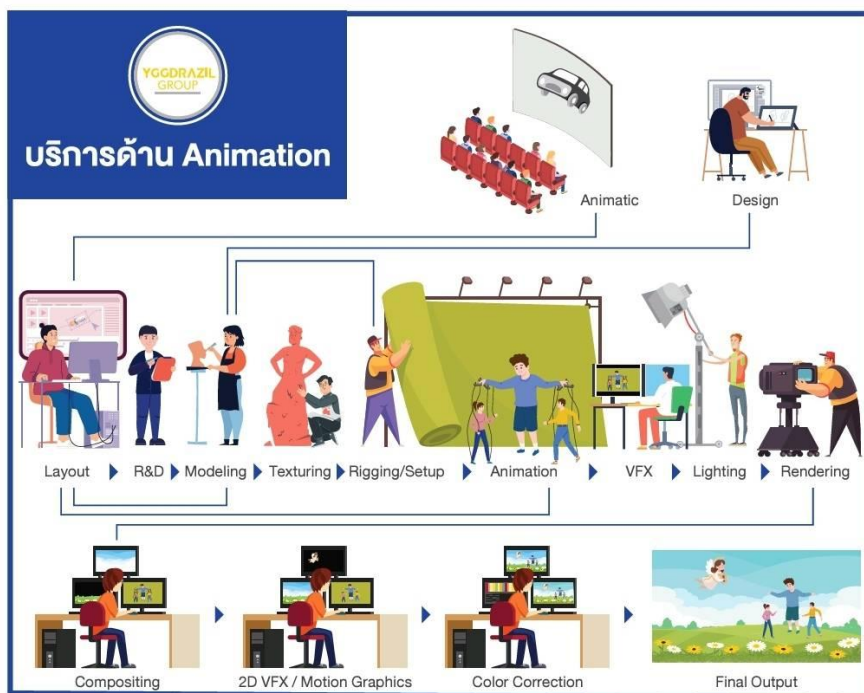 YGGDRAZIL
GROUP
บริการด้าน Animation
Animatic
Design
Layout
R&D
Modeling
Texturing
Rigging/Setup
Animation
VFX
Lighting
Rendering
Compositing
2D VFX / Motion Graphics
Color Correction
Final Output